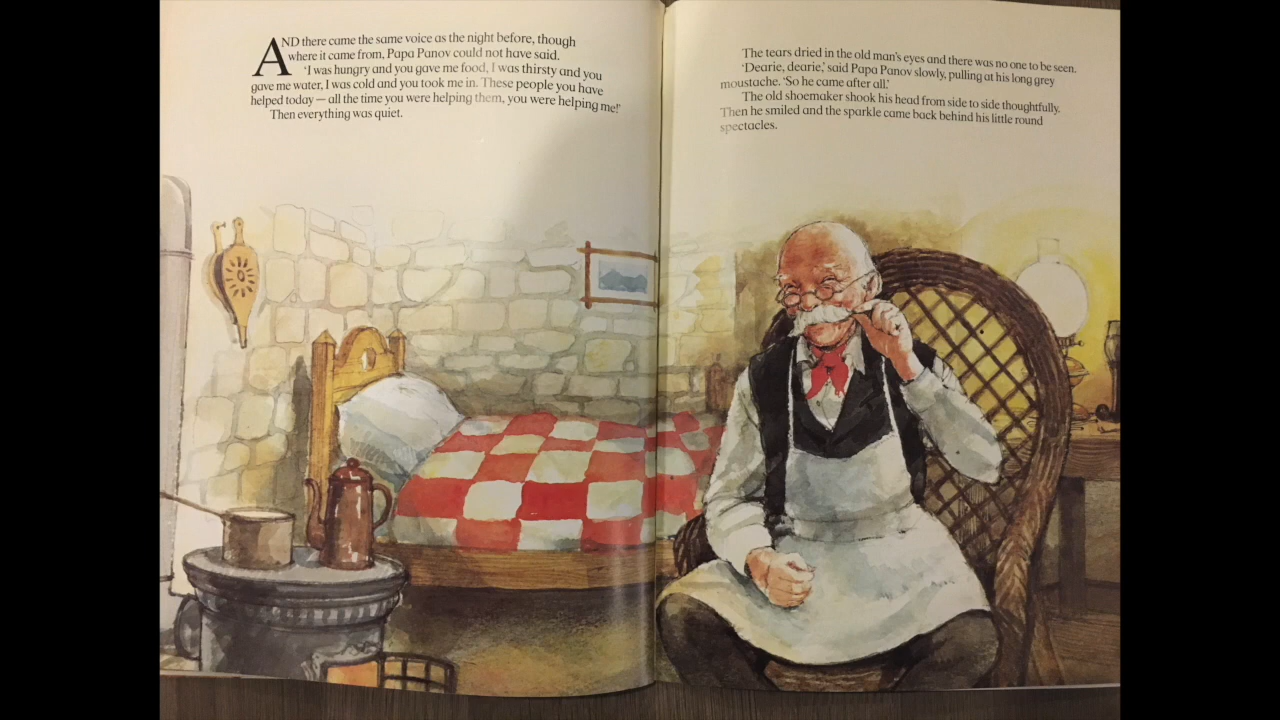 AND there came the same voice as the night before, though
where it came from, Papa Panov could not have said.
'I was hungry and you gave me food, I was thirsty and you
gave me water, I was cold and you took me in. These people you have
helped today — all the time you were helping them, you were helping me!'
Then everything was quiet.
The tears dried in the old man's eyes and there was no one to be seen.
'Dearie, dearie,' said Papa Panov slowly, pulling at his long grey
moustache. 'So he came after all.'
The old shoemaker shook his head from side to side thoughtfully.
Then he smiled and the sparkle came back behind his little round
spectacles.